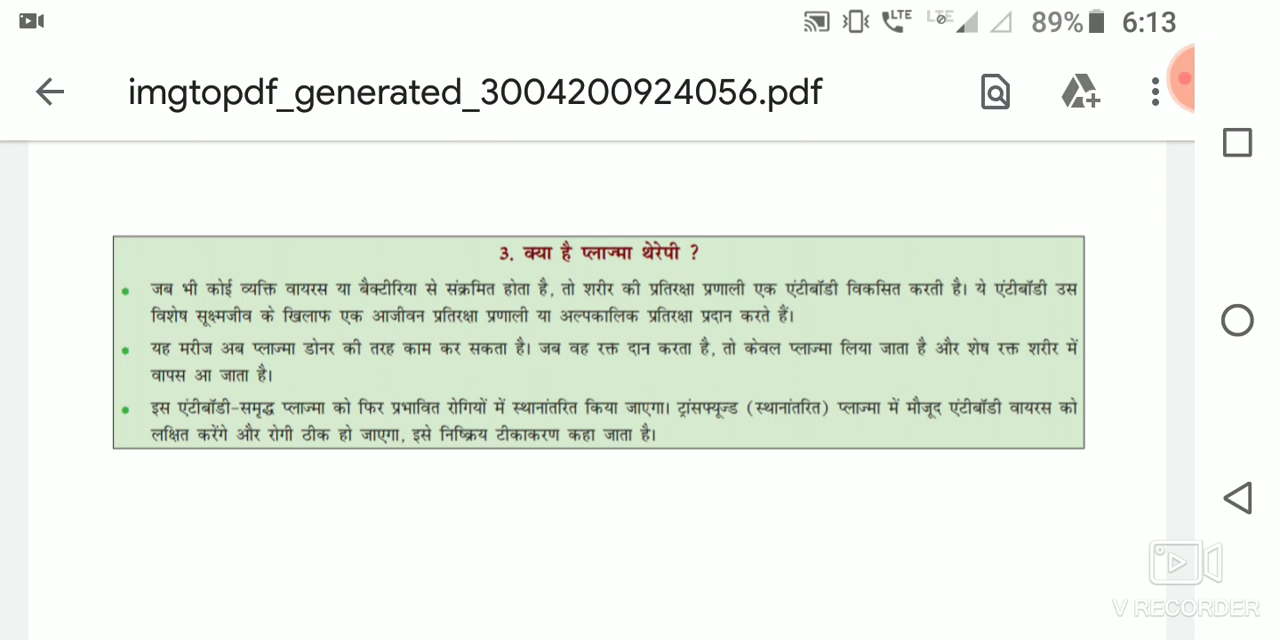 LTE LTE 89% 6:13
imgtopdf_generated_3004200924056.pdf
3. क्या है प्लाज्मा थेरेपी ?
जब भी कोई व्यक्ति वायरस या बैक्टीरिया से संक्रमित होता है, तो शरीर की प्रतिरक्षा प्रणाली एक एंटीबॉडी विकसित करती है। ये एंटीबॉडी उस
विशेष सूक्ष्मजीव के खिलाफ एक आजीवन प्रतिरक्षा प्रणाली या अल्पकालिक प्रतिरक्षा प्रदान करते हैं।
यह मरीज अब प्लाज्मा डोनर की तरह काम कर सकता है। जब वह रक्त दान करता है, तो केवल प्लाज्मा लिया जाता है और शेष रक्त शरीर में
वापस आ जाता है।
इस एंटीबॉडी-समृद्ध प्लाज्मा को फिर प्रभावित रोगियों में स्थानांतरित किया जाएगा। ट्रांसफ्यूज्ड (स्थानांतरित) प्लाज्मा में मौजूद एंटीबॉडी वायरस को
लक्षित करेंगे और रोगी ठीक हो जाएगा, इसे निष्क्रिय टीकाकरण कहा जाता है।
V RECORDER